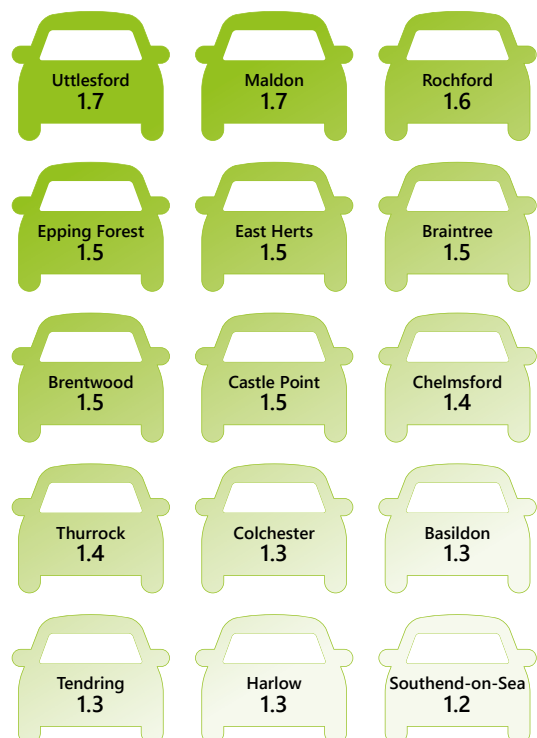 Uttlesford
1.7
Maldon
1.7
Rochford
1.6
Epping Forest
1.5
East Herts
1.5
Braintree
1.5
Brentwood
1.5
Castle Point
1.5
Chelmsford
1.4
Thurrock
1.4
Colchester
1.3
Basildon
1.3
Tendring
1.3
Harlow
1.3
Southend-on-Sea
1.2